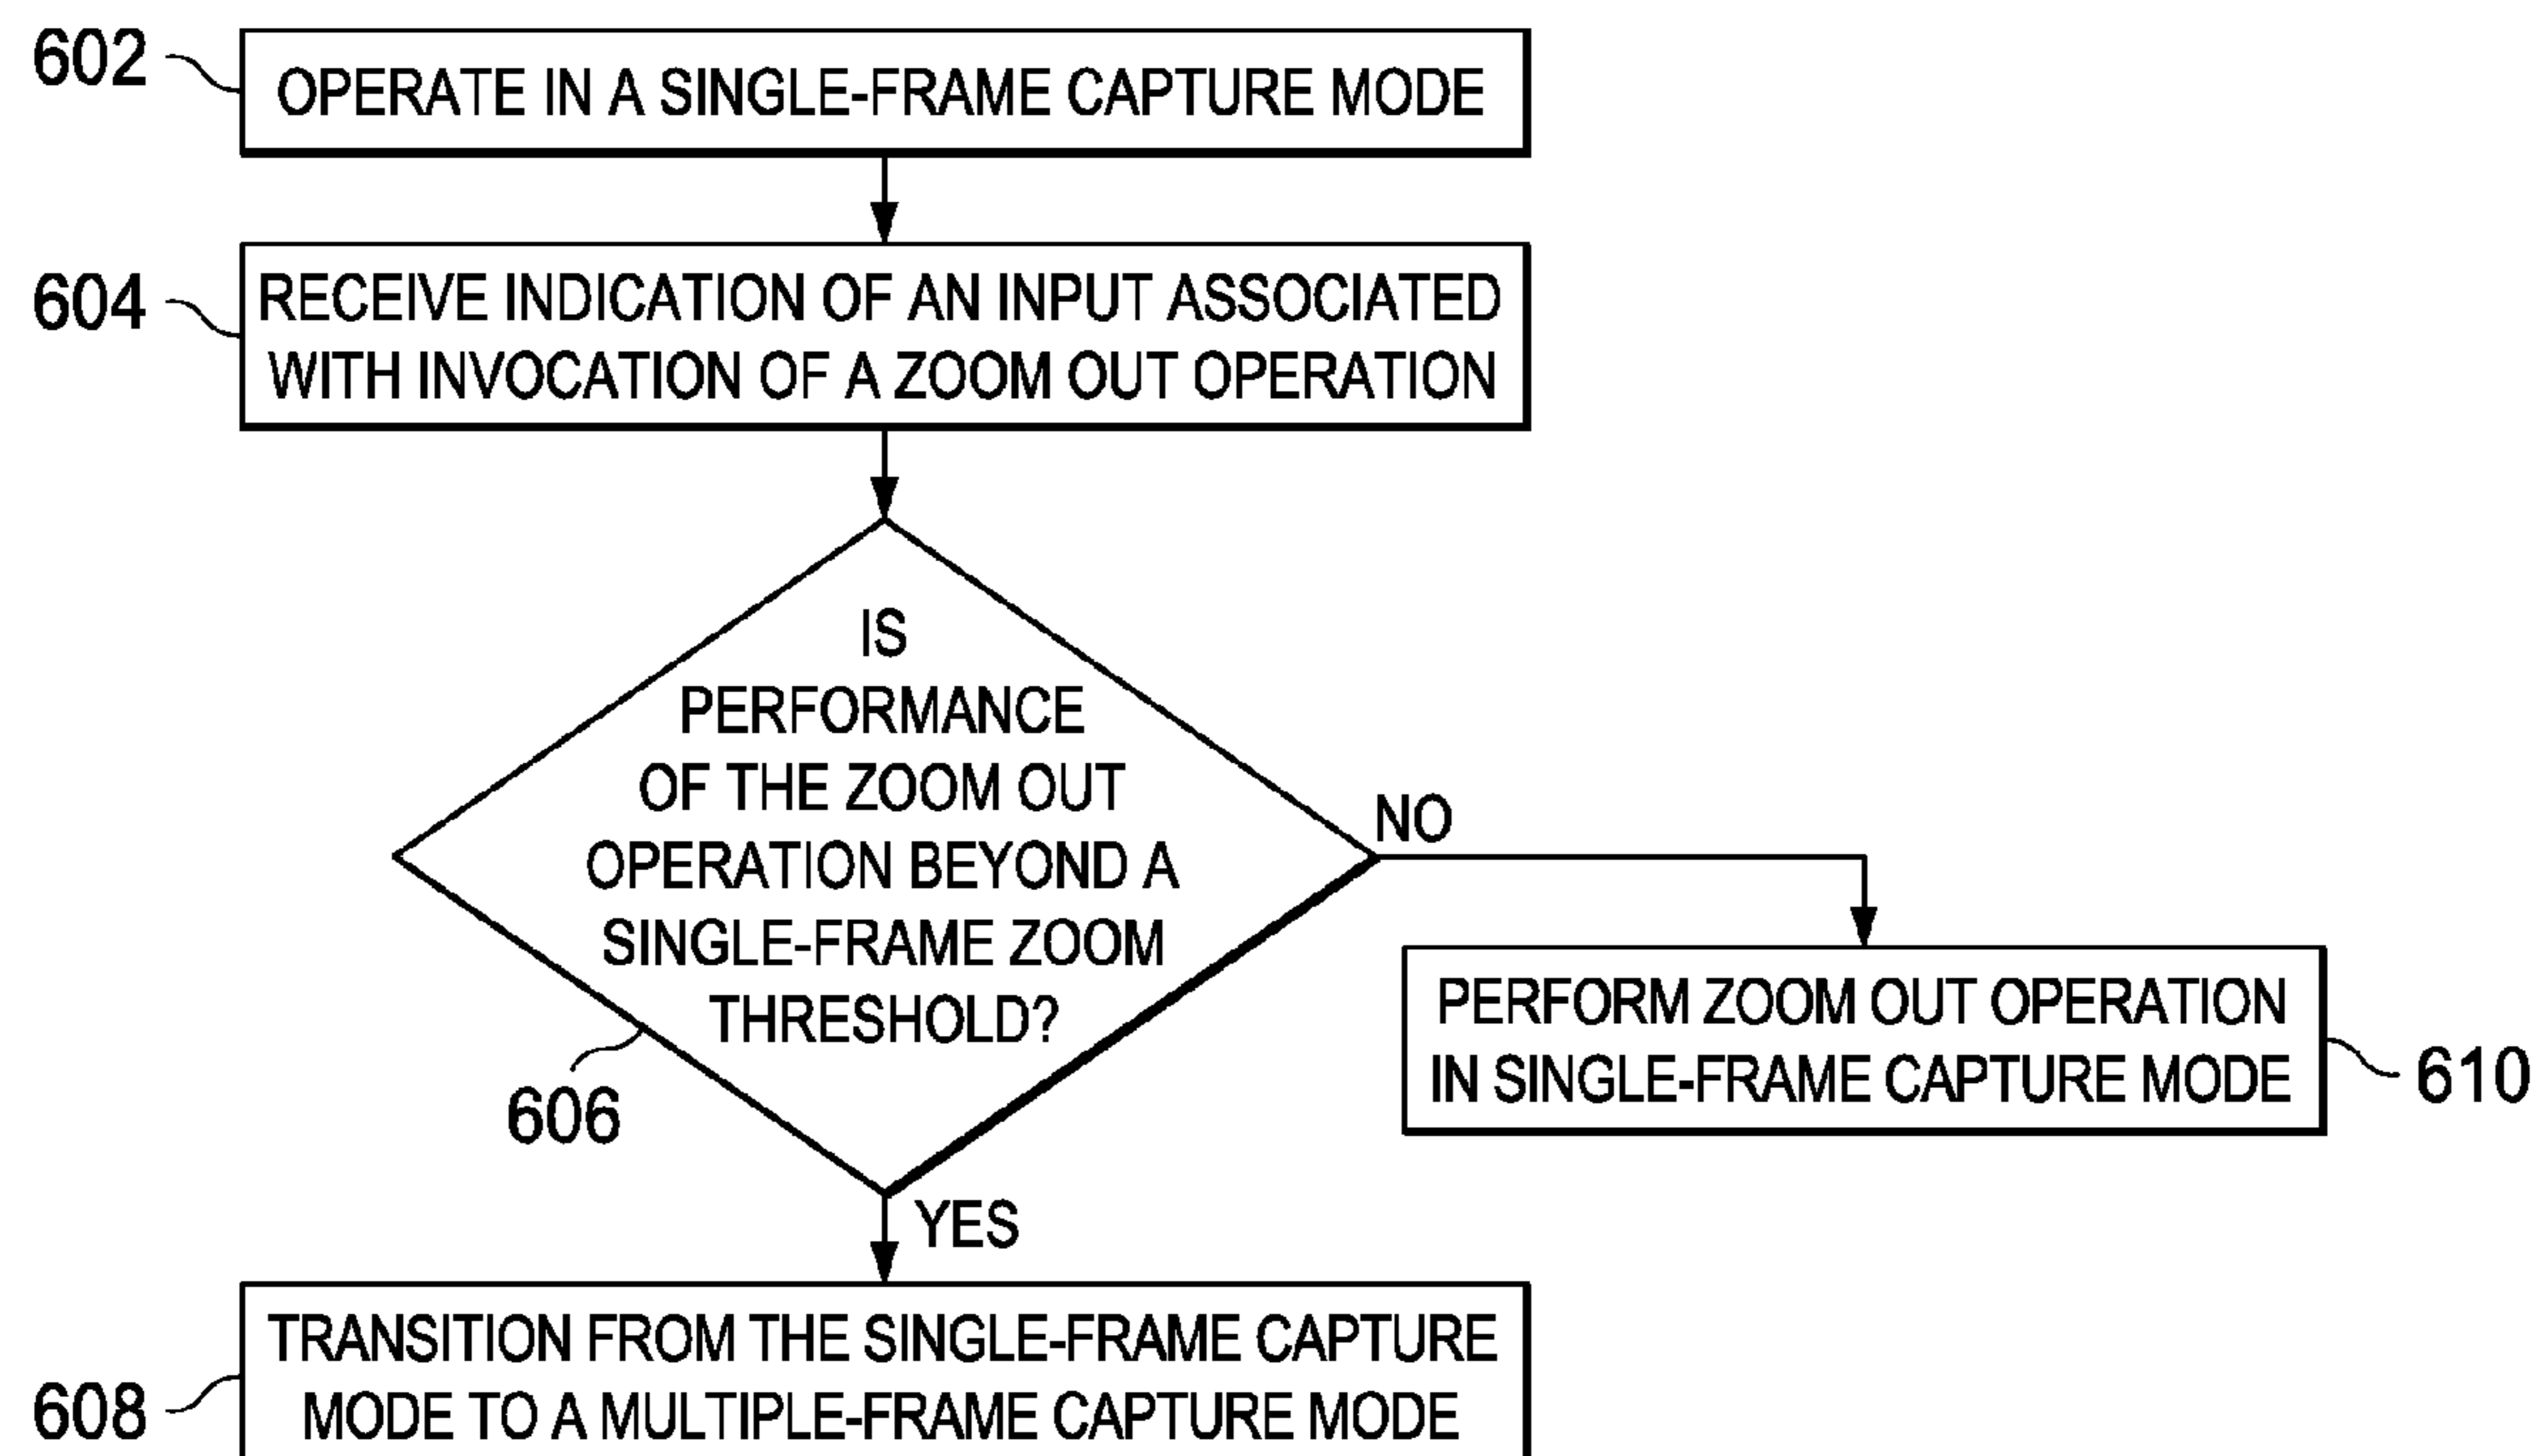 602
OPERATE IN A SINGLE-FRAME CAPTURE MODE
604
RECEIVE INDICATION OF AN INPUT ASSOCIATED
WITH INVOCATION OF A ZOOM OUT OPERATION
IS
PERFORMANCE
OF THE ZOOM OUT
OPERATION BEYOND A
SINGLE-FRAME ZOOM
THRESHOLD?
606
NO
PERFORM ZOOM OUT OPERATION
IN SINGLE-FRAME CAPTURE MODE
610
YES
608
TRANSITION FROM THE SINGLE-FRAME CAPTURE
MODE TO A MULTIPLE-FRAME CAPTURE MODE